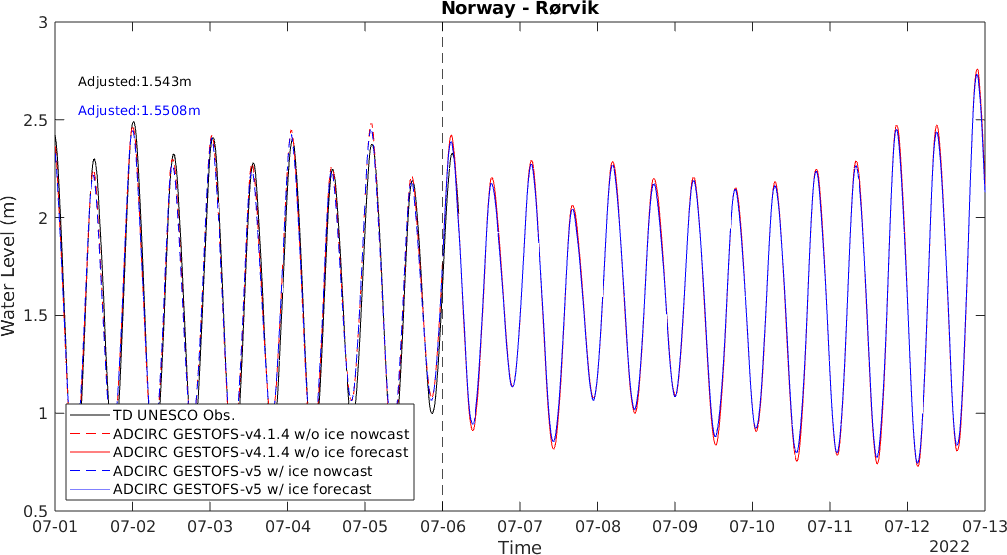 Norway - Rørvik
3
Adjusted:1.543m
Adjusted:1.5508m
2.5
2
Water Level (m)
1.5
1
TD UNESCO Obs.
ADCIRC GESTOFS-v4.1.4 w/o ice nowcast
ADCIRC GESTOFS-v4.1.4 w/o ice forecast
ADCIRC GESTOFS-v5 w/ ice nowcast
ADCIRC GESTOFS-v5 w/ ice forecast
0.5
07-01 07-02 07-03 07-04 07-05 07-06 07-07 07-08 07-09 07-10 07-11 07-12 07-13
Time
2022